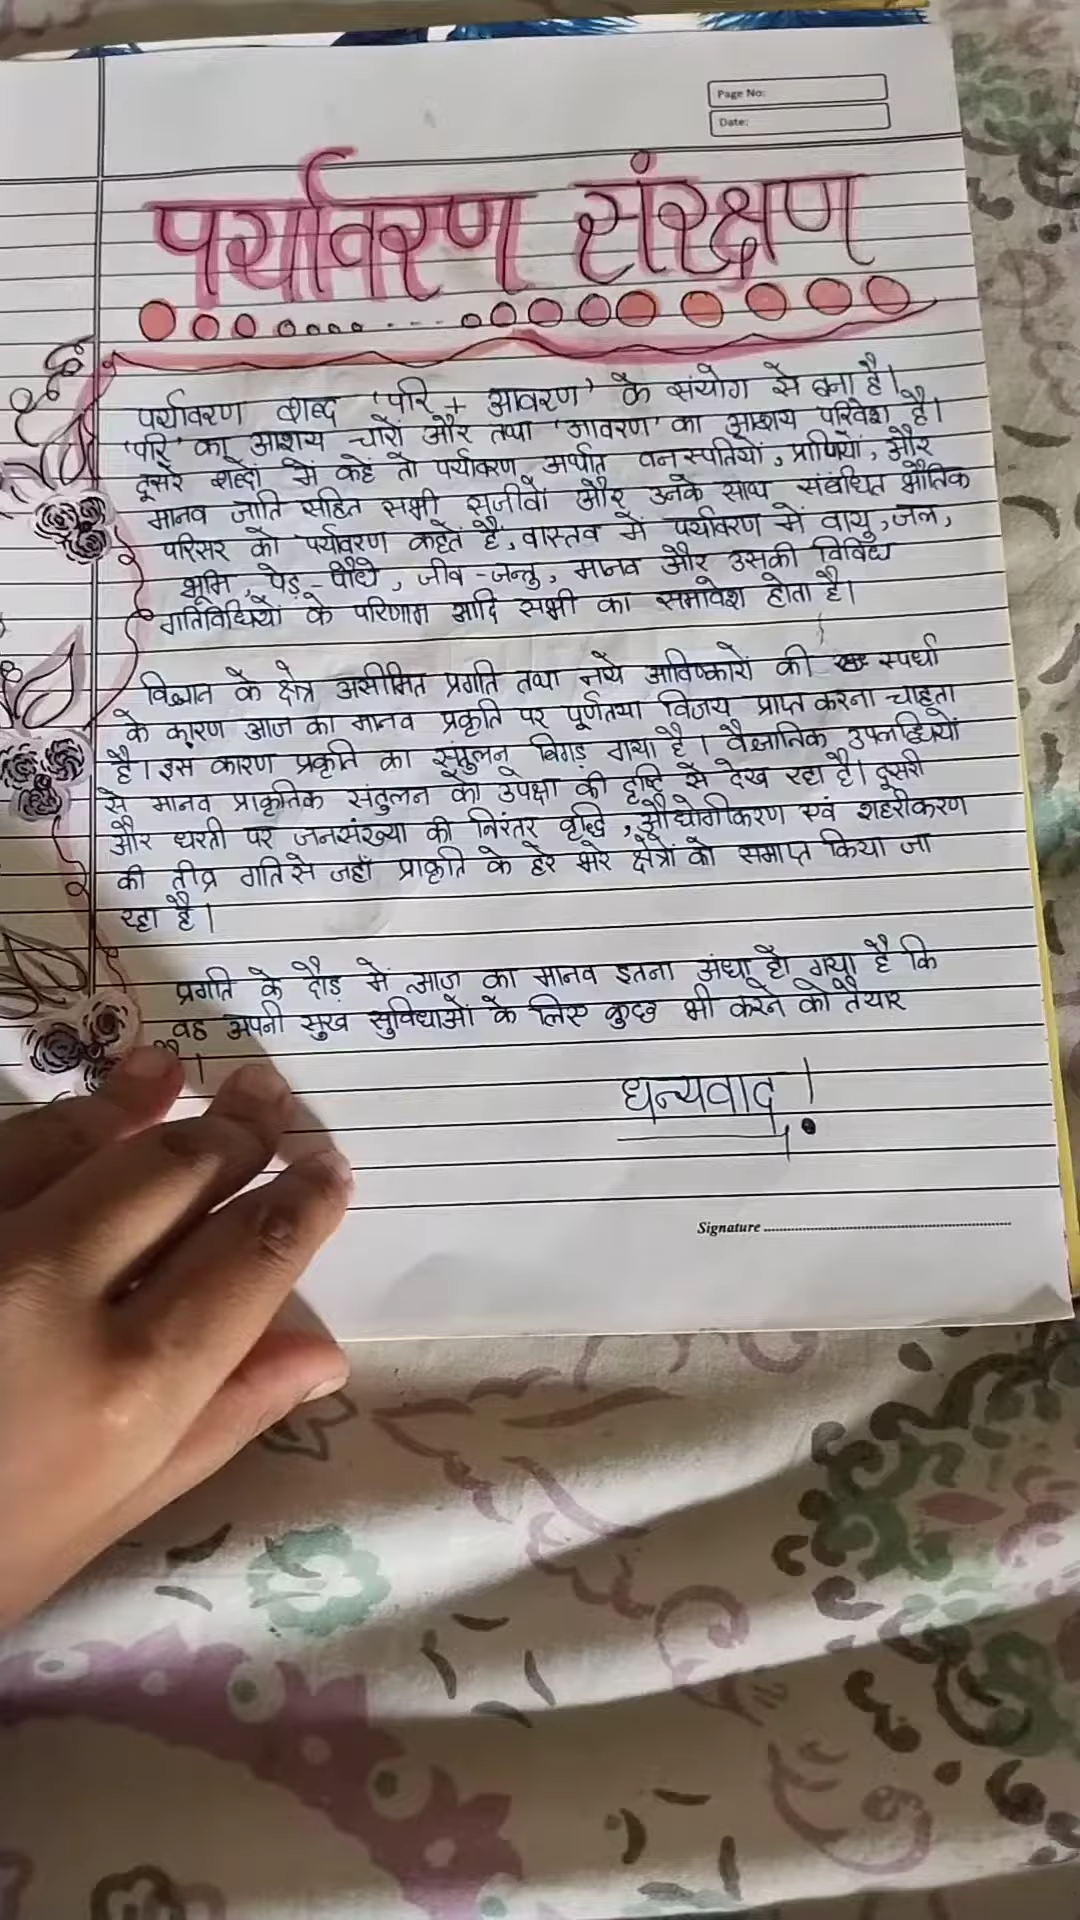 Page No:
Date:
पर्यावरण संरक्षण
पर्यावरण शब्द 'परि + आवरण' के संयोग से बना है।
'परि' का आशय चारों और तथा 'आवरण' का आशय परिवेश है।
दूसरे शब्दों में कहें तो पर्यावरण अर्थात वनस्पतियों, प्राणियों, और
मानव जाति सहित सभी सजीवों और उनके साथ संबंधित भौतिक
परिसर को पर्यावरण कहतें है, वास्तव में पर्यावरण में वायु, जल,
भूमि, पेड़ - पौधे, जीव - जन्तु, मानव और उसकी विविध
गतिविधियों के परिणाम आदि सभी का समावेश होता है।
विज्ञान के क्षेत्र असीमित प्रगति तथा नये आविष्कारों की स्पर्धा
के कारण आज का मानव प्रकृति पर पूर्णतया विजय प्राप्त करना चाहता
है। इस कारण प्रकृति का संतुलन बिगड़ गया है। वैज्ञानिक उपलब्धियों
से मानव प्राकृतिक संतुलन को उपेक्षा की दृष्टि से देख रहा है। दूसरी
और धरती पर जनसंख्या की निरंतर वृद्धि, औधोगीकरण एवं शहरीकरण
की तीव्र गति से जहाँ प्राकृति के हरे भरे क्षेत्रों को समाप्त किया जा
रहा है।
प्रगति के दौड़ में आज का मानव इतना अंधा हो गया है कि
वह अपनी सुख सुविधाओं के लिए कुछ भी करने को तैयार
है।
धन्यवाद!
Signature